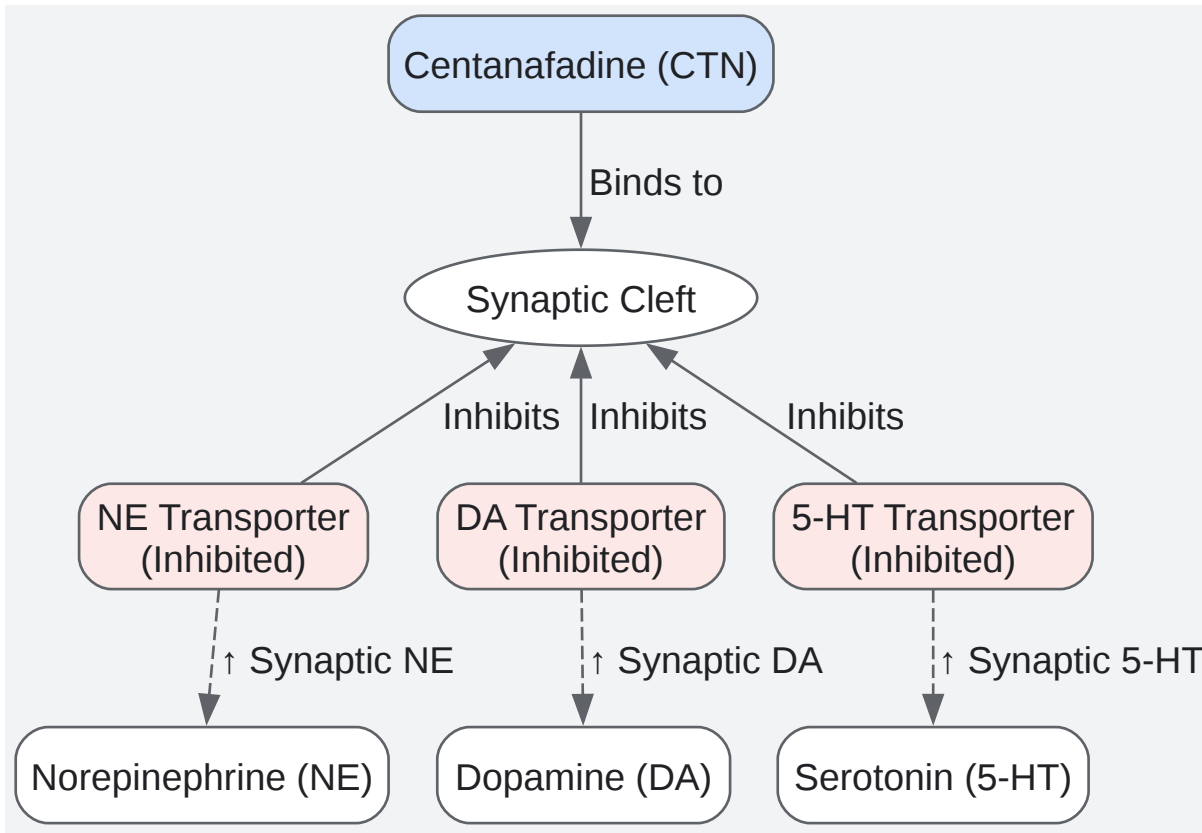 Centanafadine (CTN)
Binds to
Synaptic Cleft
Inhibits
Inhibits
Inhibits
NE Transporter
(Inhibited)
DA Transporter
(Inhibited)
5-HT Transporter
(Inhibited)
↑ Synaptic NE
↑ Synaptic DA
↑ Synaptic 5-HT
Norepinephrine (NE)
Dopamine (DA)
Serotonin (5-HT)